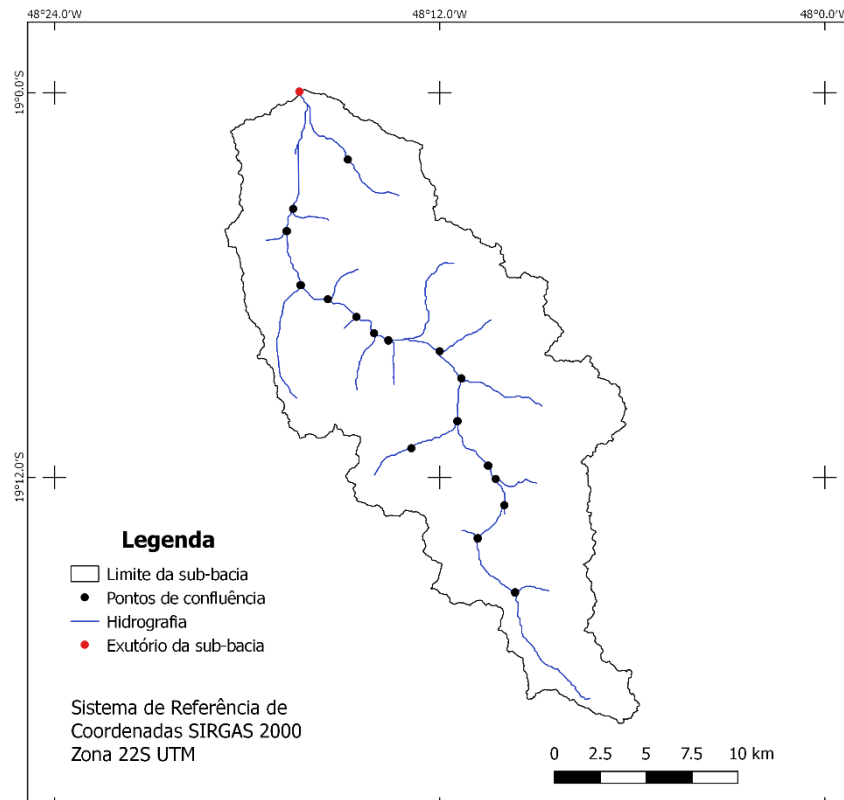 48°24.0'W
48°12.0'W
48°0.0'W
19°0.0'S
19°12.0'S
Legenda
Limite da sub-bacia
Pontos de confluência
Hidrografia
Exutório da sub-bacia
Sistema de Referência de
Coordenadas SIRGAS 2000
Zona 22S UTM
0 2.5 5 7.5 10 km